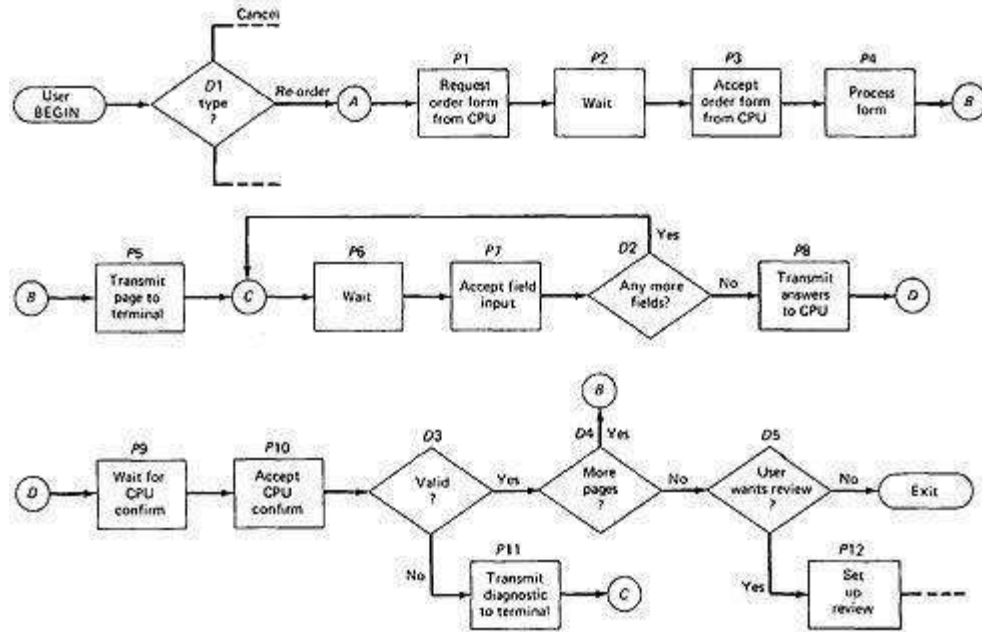 Cancel
User
BEGIN
D1
type
?
Re-order
A
P1
Request
order form
from CPU
P2
Wait
P3
Accept
order form
from CPU
P4
Process
form
B
B
P5
Transmit
page to
terminal
C
P6
Wait
P7
Accept field
input
D2
Any more
fields?
Yes
No
P8
Transmit
answers
to CPU
D
D
P9
Wait for
CPU
confirm
P10
Accept
CPU
confirm
D3
Valid
?
Yes
No
P11
Transmit
diagnostic
to terminal
C
B
D4
Yes
More
pages
?
No
D5
User
wants review
?
No
Exit
Yes
P12
Set
up
review